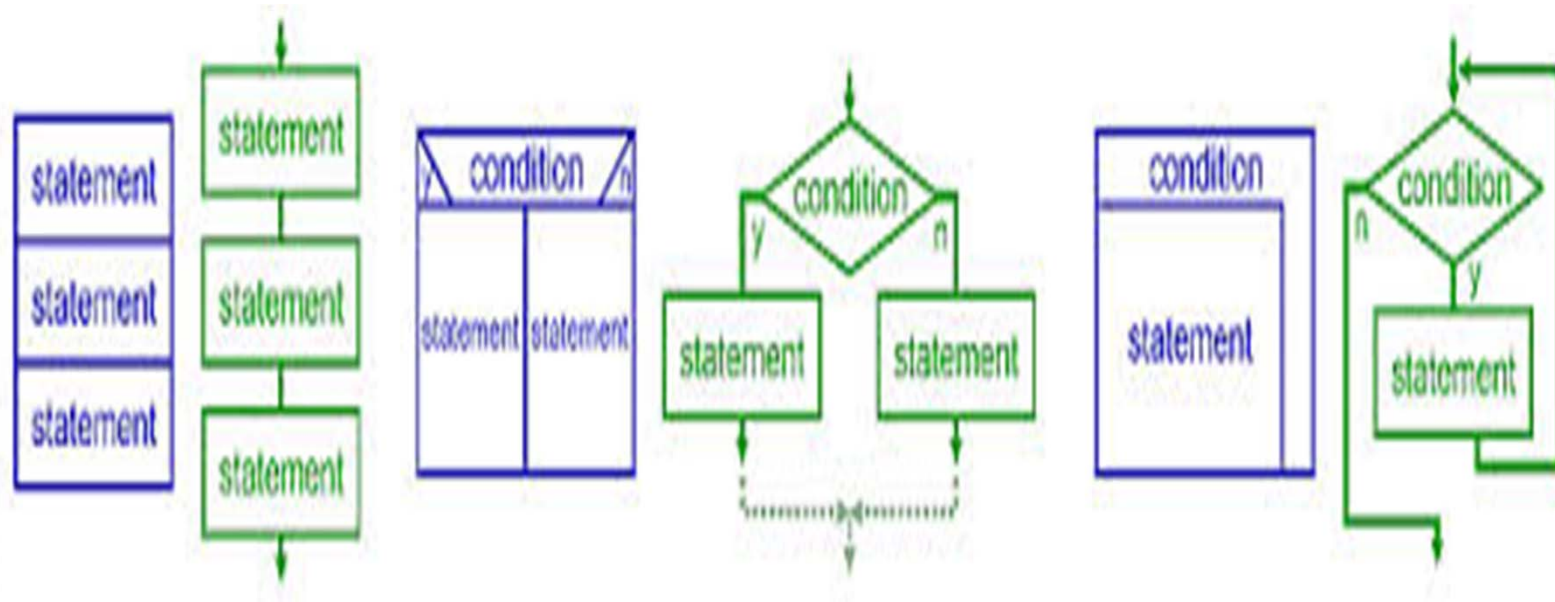 statement
statement
statement
statement
statement
statement
y condition n
statement statement
condition
y n
statement statement
condition
statement
condition
n
y
statement